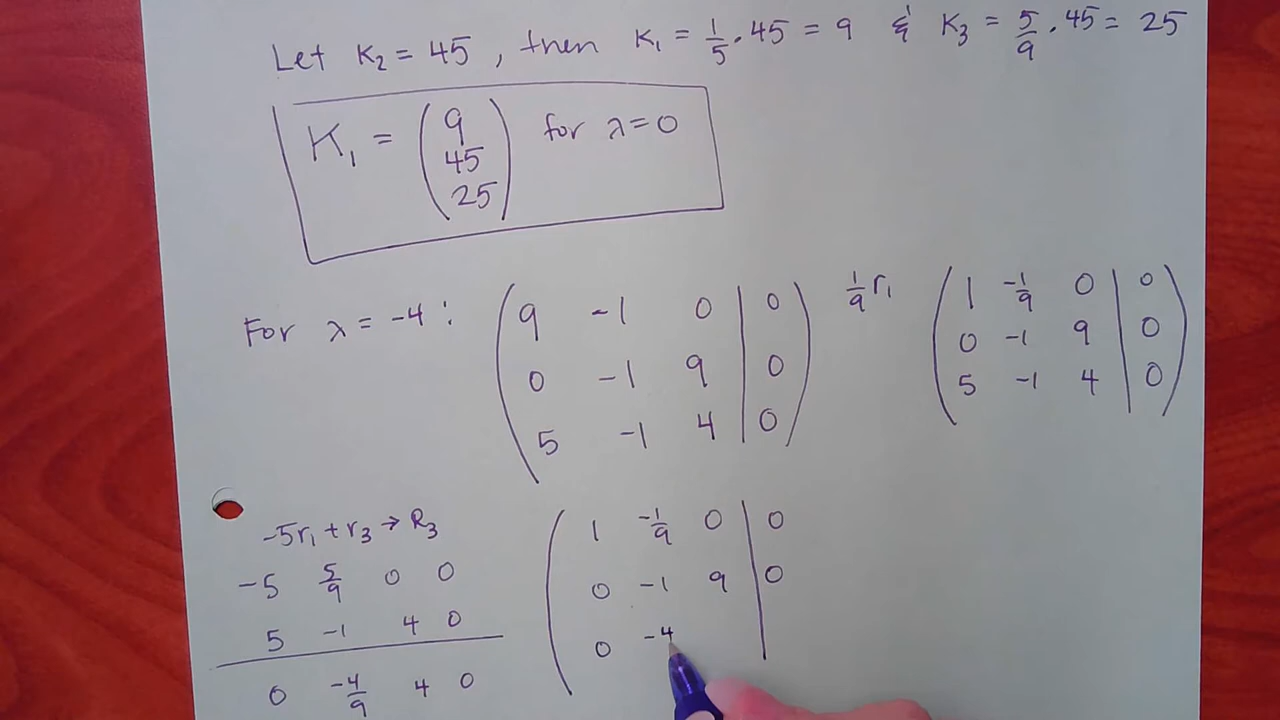 Let K₂ = 45 , then K₁ = 1/5 · 45 = 9 & K₃ = 5/9 · 45 = 25
K₁ = ( 9
45
25 ) for λ = 0
For λ = -4 : ( 9 -1 0 | 0 ) 1/9 r₁ ( 1 -1/9 0 | 0 )
( 0 -1 9 | 0 ) ( 0 -1 9 | 0 )
( 5 -1 4 | 0 ) ( 5 -1 4 | 0 )
-5r₁ + r₃ → R₃ ( 1 -1/9 0 | 0
-5 5/9 0 0 0 -1 9 | 0
5 -1 4 0 0 -4 |
0 -4/9 4 0